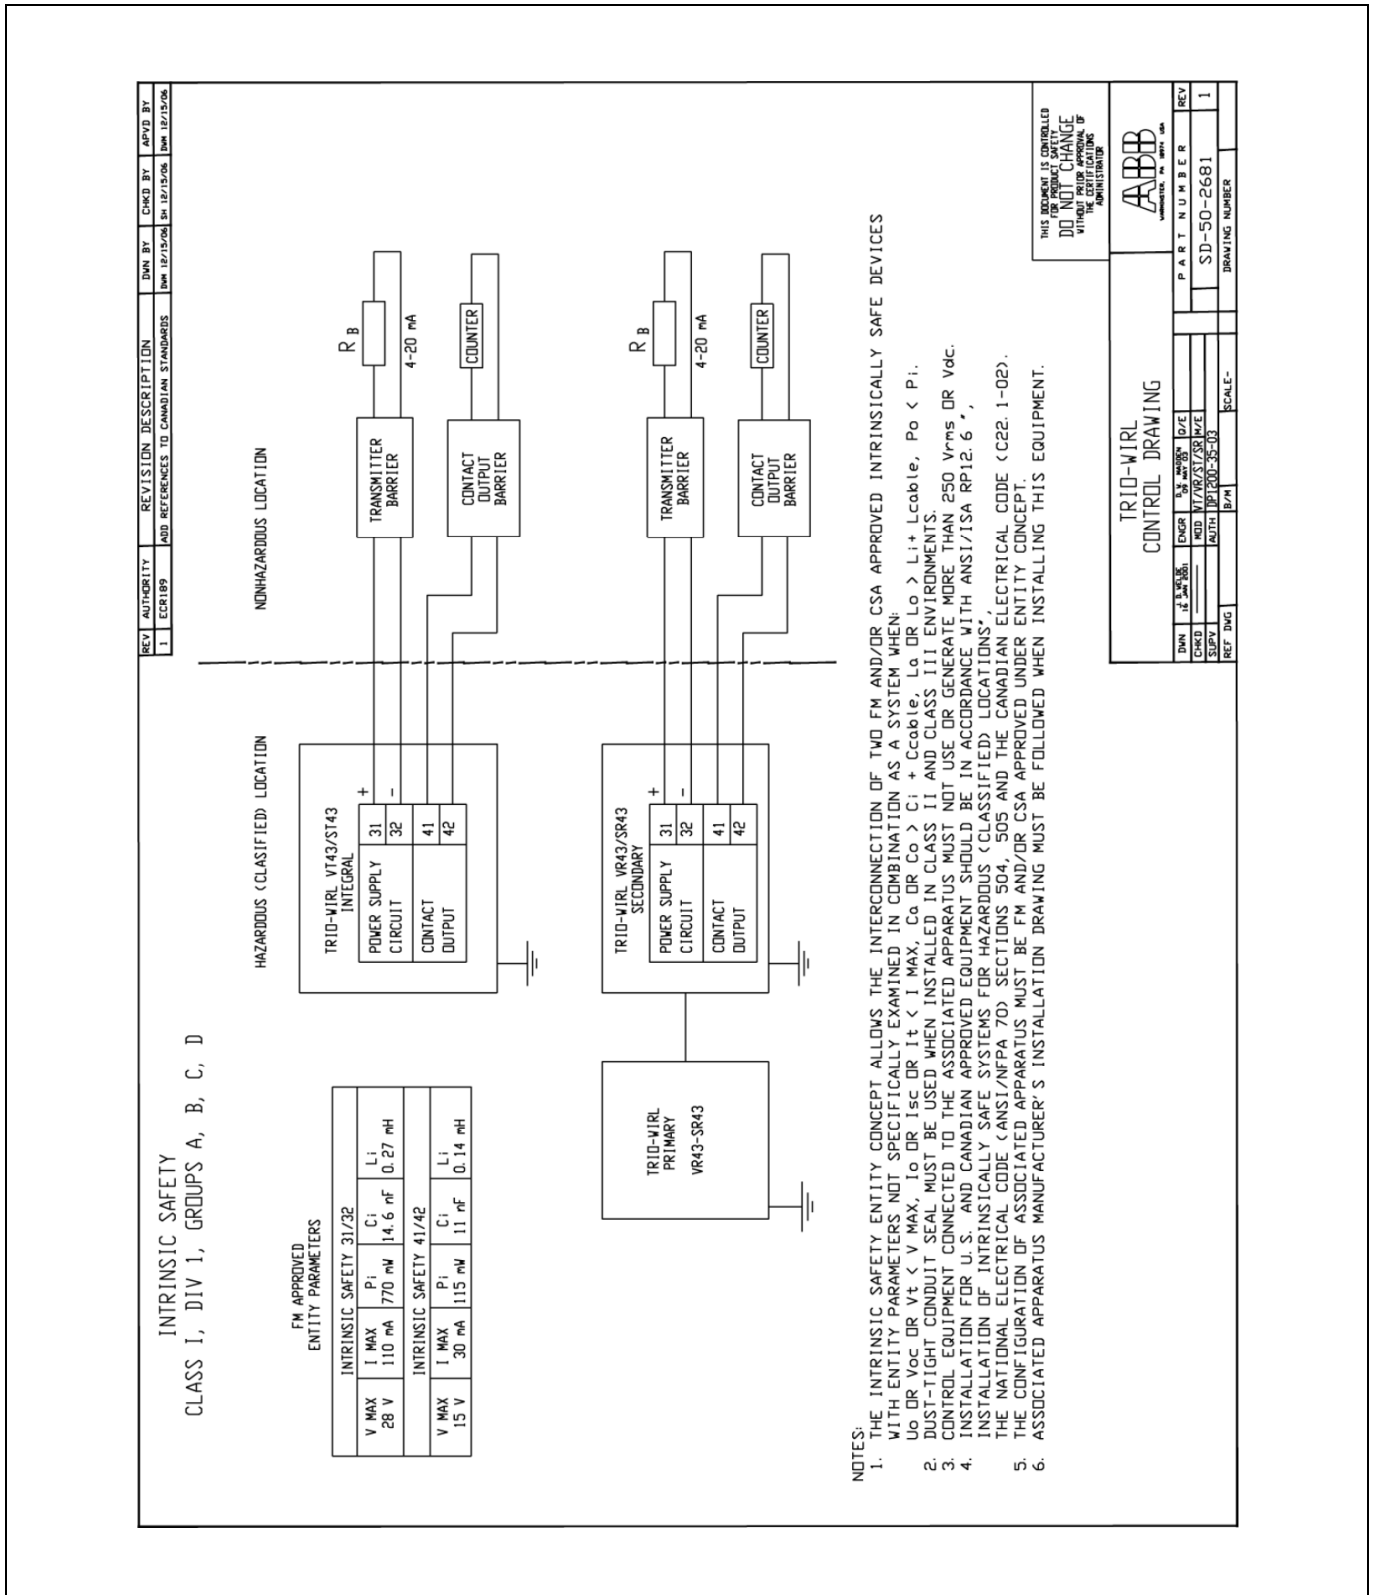 INTRINSIC SAFETY
CLASS I, DIV 1, GROUPS A, B, C, D
REV AUTHORITY REVISION DESCRIPTION DWN BY CHKD BY APVD BY
1 ECR189 ADD REFERENCES TO CANADIAN STANDARDS DWM 12/15/06 SH 12/15/06 DWM 12/15/06
HAZARDOUS (CLASIFIED) LOCATION
NONHAZARDOUS LOCATION
FM APPROVED
ENTITY PARAMETERS
INTRINSIC SAFETY 31/32
V MAX I MAX Pi Ci Li
28 V 110 mA 770 mW 14.6 nF 0.27 mH
INTRINSIC SAFETY 41/42
V MAX I MAX Pi Ci Li
15 V 30 mA 115 mW 11 nF 0.14 mH
TRIO-WIRL VT43/ST43
INTEGRAL
POWER SUPPLY
CIRCUIT
31 +
32 -
CONTACT
OUTPUT
41
42
TRANSMITTER
BARRIER
R B
4-20 mA
CONTACT
OUTPUT
BARRIER
COUNTER
TRIO-WIRL
PRIMARY
VR43-SR43
TRIO-WIRL VR43/SR43
SECONDARY
POWER SUPPLY
CIRCUIT
31 +
32 -
CONTACT
OUTPUT
41
42
TRANSMITTER
BARRIER
R B
4-20 mA
CONTACT
OUTPUT
BARRIER
COUNTER
NOTES:
1. THE INTRINSIC SAFETY ENTITY CONCEPT ALLOWS THE INTERCONNECTION OF TWO FM AND/OR CSA APPROVED INTRINSICALLY SAFE DEVICES
WITH ENTITY PARAMETERS NOT SPECIFICALLY EXAMINED IN COMBINATION AS A SYSTEM WHEN:
Uo OR Voc OR Vt < V MAX, Io OR Isc OR It < I MAX, Ca OR Co > Ci + Ccable, La OR Lo > Li+ Lcable, Po < Pi.
2. DUST-TIGHT CONDUIT SEAL MUST BE USED WHEN INSTALLED IN CLASS II AND CLASS III ENVIRONMENTS.
3. CONTROL EQUIPMENT CONNECTED TO THE ASSOCIATED APPARATUS MUST NOT USE OR GENERATE MORE THAN 250 Vrms OR Vdc.
4. INSTALLATION FOR U.S. AND CANADIAN APPROVED EQUIPMENT SHOULD BE IN ACCORDANCE WITH ANSI/ISA RP12.6 ",
INSTALLATION OF INTRINSICALLY SAFE SYSTEMS FOR HAZARDOUS (CLASSIFIED) LOCATIONS",
THE NATIONAL ELECTRICAL CODE (ANSI/NFPA 70) SECTIONS 504, 505 AND THE CANADIAN ELECTRICAL CODE (C22.1-02).
5. THE CONFIGURATION OF ASSOCIATED APPARATUS MUST BE FM AND/OR CSA APPROVED UNDER ENTITY CONCEPT.
6. ASSOCIATED APPARATUS MANUFACTURER'S INSTALLATION DRAWING MUST BE FOLLOWED WHEN INSTALLING THIS EQUIPMENT.
THIS DOCUMENT IS CONTROLLED
FOR PRODUCT SAFETY
DO NOT CHANGE
WITHOUT PRIOR APPROVAL OF
THE CERTIFICATIONS
ADMINISTRATOR
TRIO-WIRL
CONTROL DRAWING
ABB
WARMINSTER, PA 18974 USA
DWN J.D. WELDE 16 JAN 2001 ENGR D.V. MADDEN 09 MAY 03 Q/E
CHKD MOD VT/VR/ST/SR M/E
SUPV AUTH DP1200-35-03
REF DWG B/M SCALE-
PART NUMBER REV
SD-50-2681 1
DRAWING NUMBER